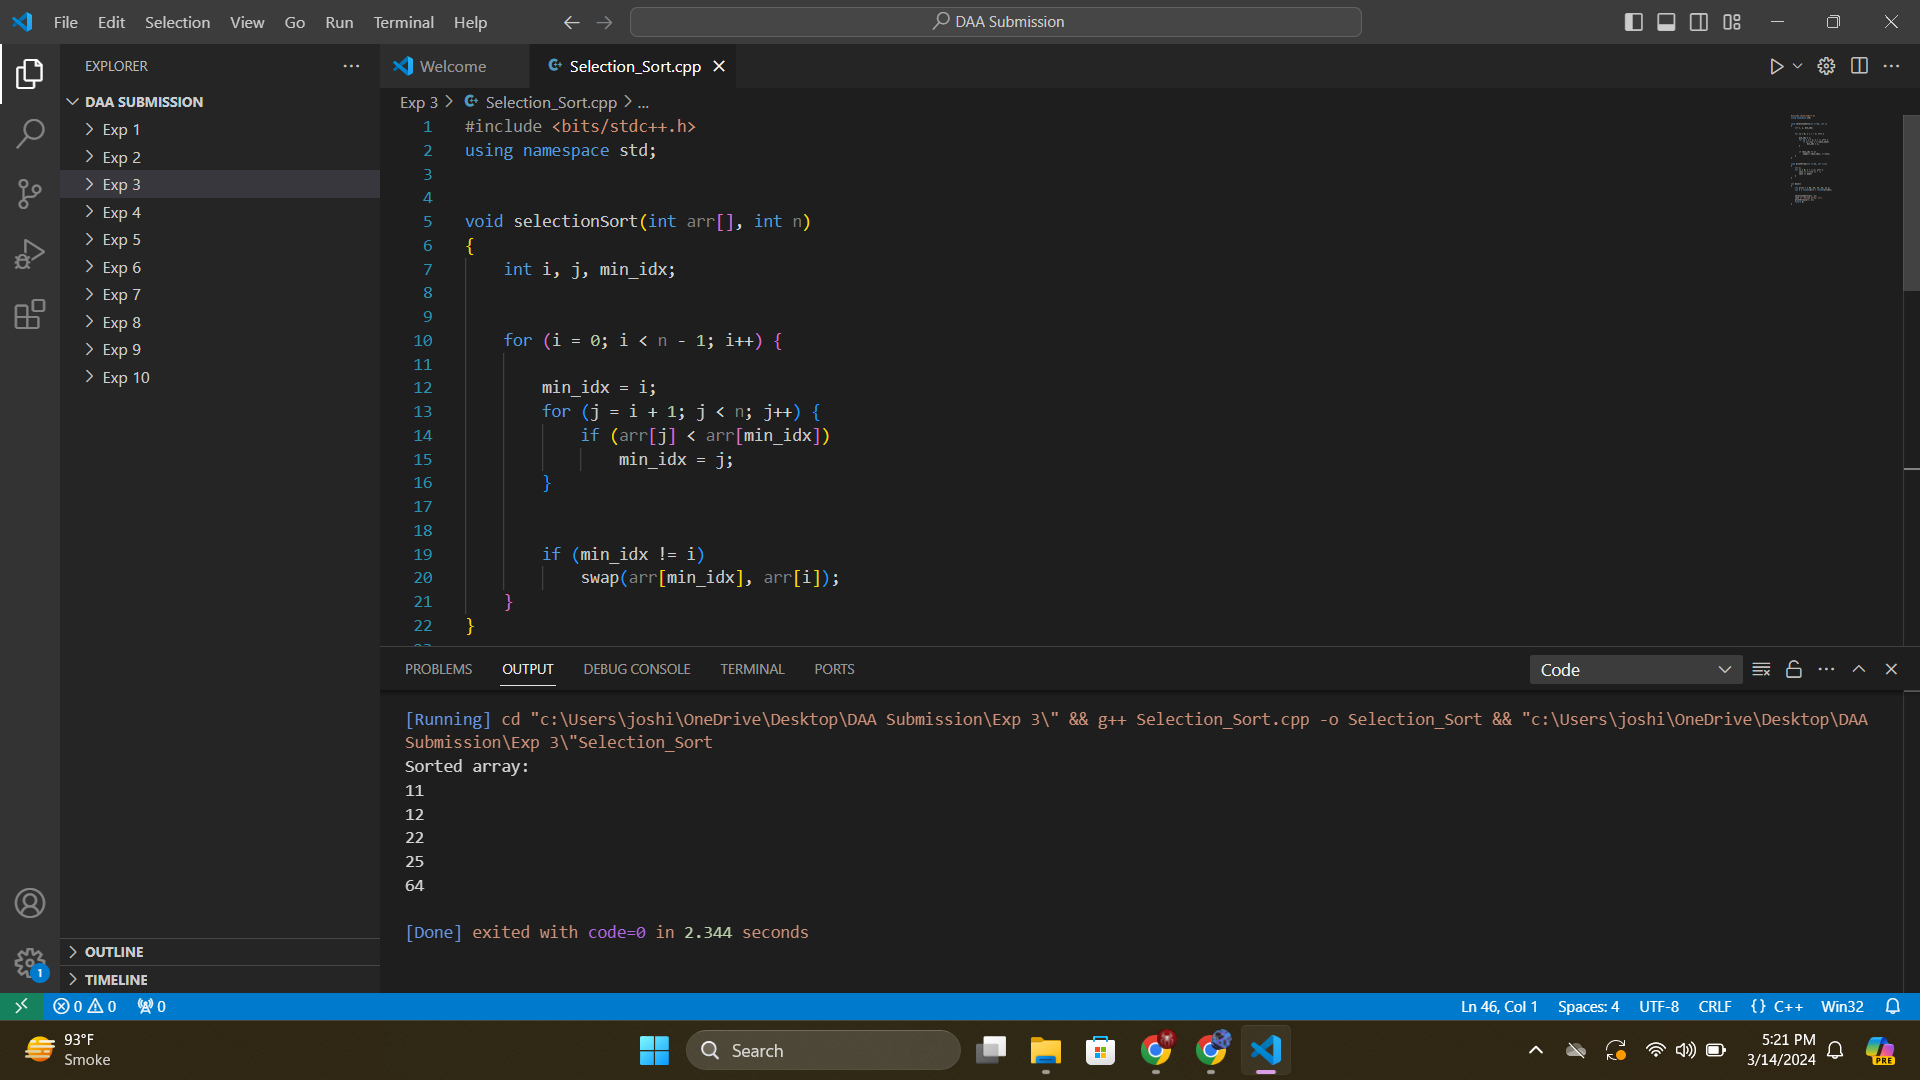 File Edit Selection View Go Run Terminal Help
DAA Submission
EXPLORER
DAA SUBMISSION
Exp 1
Exp 2
Exp 3
Exp 4
Exp 5
Exp 6
Exp 7
Exp 8
Exp 9
Exp 10
OUTLINE
TIMELINE
1
Welcome
Selection_Sort.cpp
Exp 3 > Selection_Sort.cpp > ...
1 #include <bits/stdc++.h>
2 using namespace std;
3
4
5 void selectionSort(int arr[], int n)
6 {
7     int i, j, min_idx;
8
9
10     for (i = 0; i < n - 1; i++) {
11
12         min_idx = i;
13         for (j = i + 1; j < n; j++) {
14             if (arr[j] < arr[min_idx])
15                 min_idx = j;
16         }
17
18
19         if (min_idx != i)
20             swap(arr[min_idx], arr[i]);
21     }
22 }
PROBLEMS OUTPUT DEBUG CONSOLE TERMINAL PORTS
Code
[Running] cd "c:\Users\joshi\OneDrive\Desktop\DAA Submission\Exp 3\" && g++ Selection_Sort.cpp -o Selection_Sort && "c:\Users\joshi\OneDrive\Desktop\DAA
Submission\Exp 3\"Selection_Sort
Sorted array:
11
12
22
25
64
[Done] exited with code=0 in 2.344 seconds
0 0 0
Ln 46, Col 1 Spaces: 4 UTF-8 CRLF {} C++ Win32
93°F
Smoke
Search
5:21 PM
3/14/2024
PRE